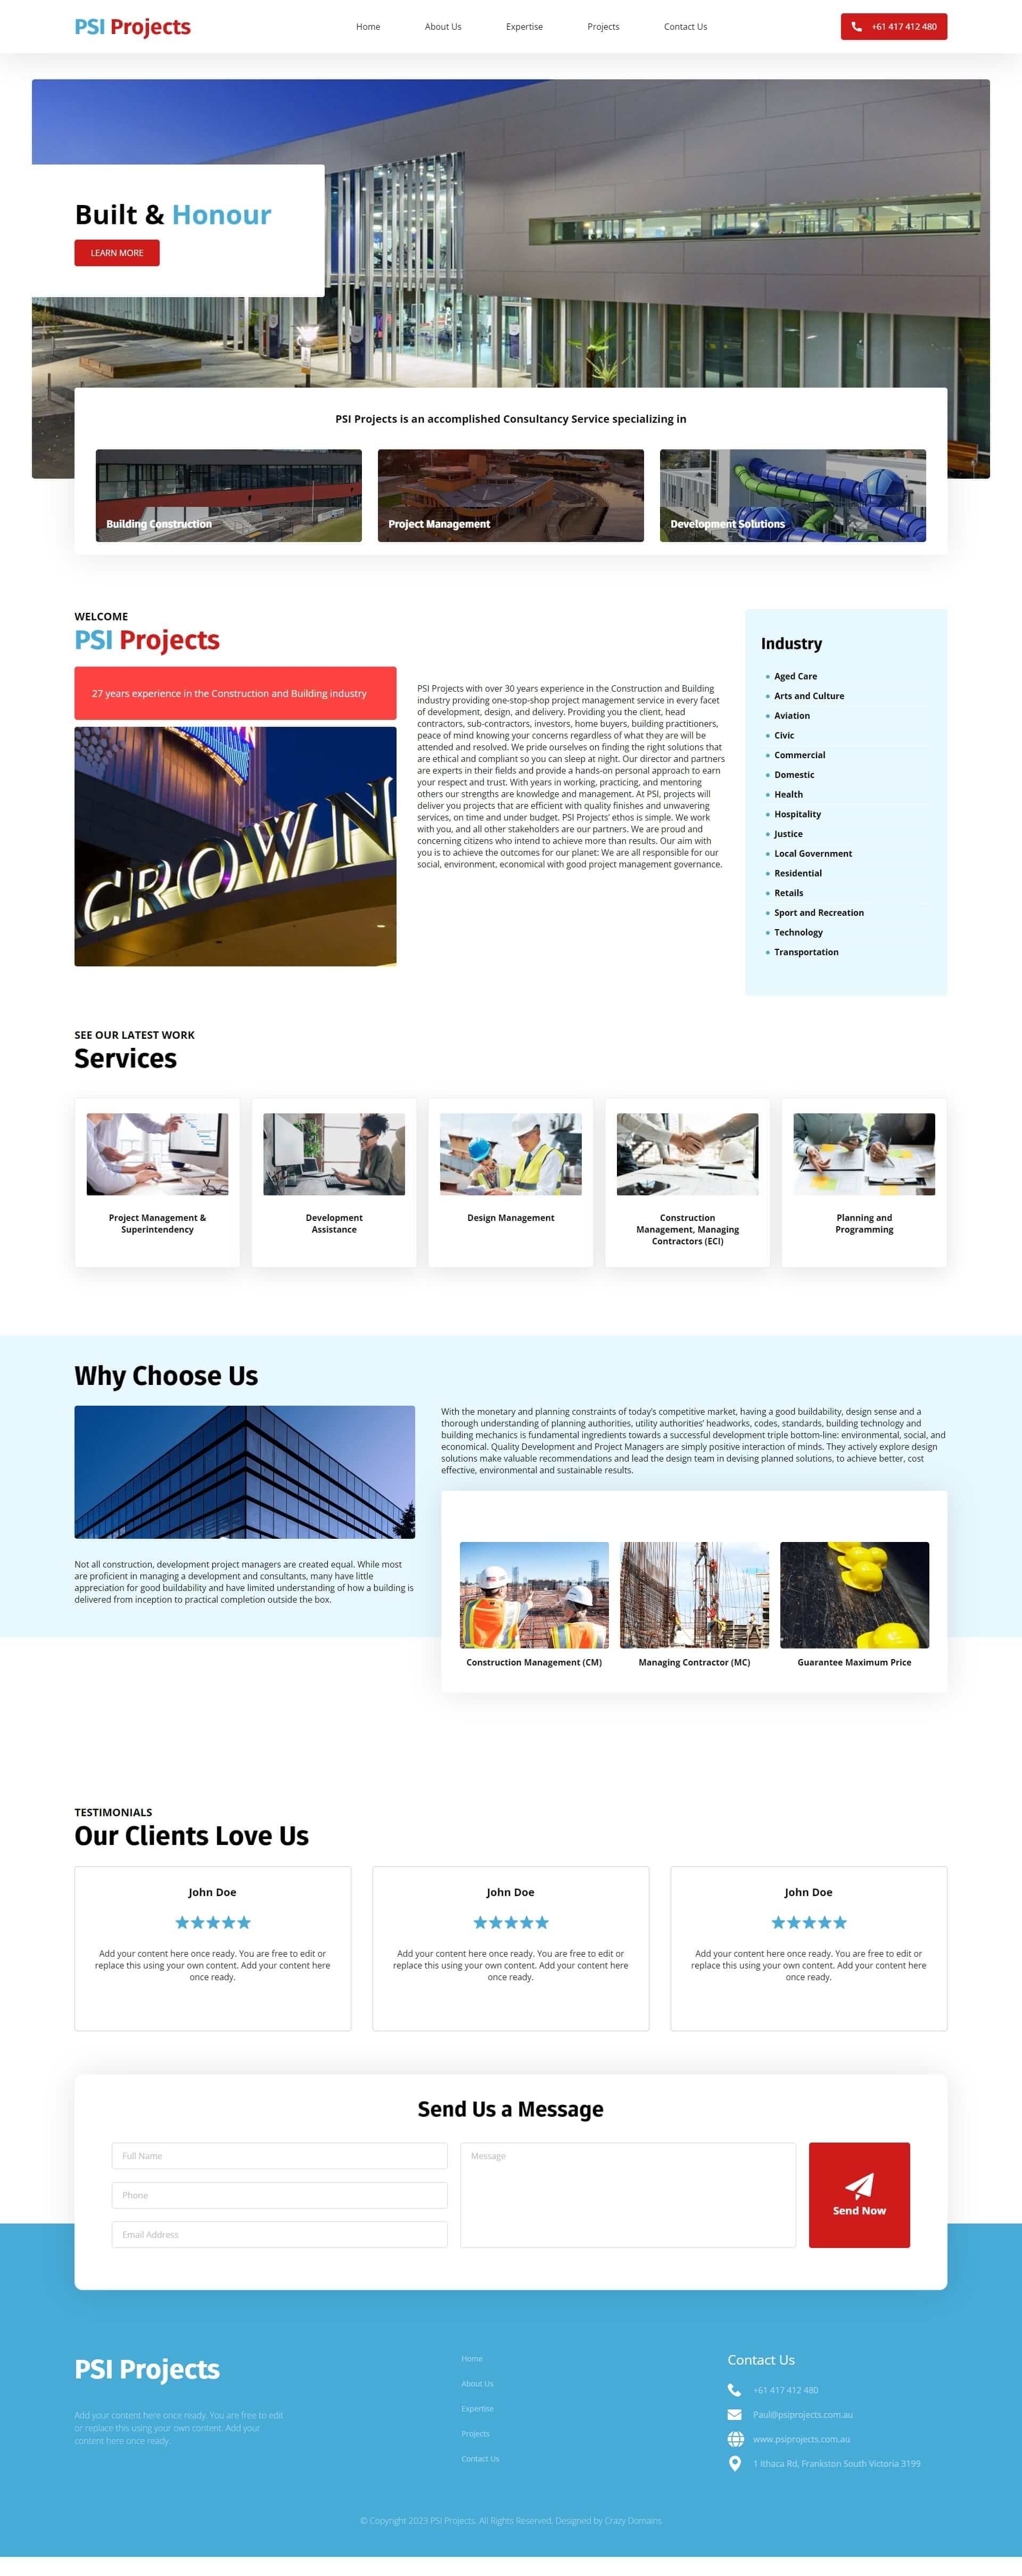 PSI Projects
Home
About Us
Expertise
Projects
Contact Us
+61 417 412 480
Built & Honour
LEARN MORE
PSI Projects is an accomplished Consultancy Service specializing in
Building Construction
Project Management
Development Solutions
WELCOME
PSI Projects
27 years experience in the Construction and Building industry
CROWN
PSI Projects with over 30 years experience in the Construction and Building
industry providing one-stop-shop project management service in every facet
of development, design, and delivery. Providing you the client, head
contractors, sub-contractors, investors, home buyers, building practitioners,
peace of mind knowing your concerns regardless of what they are will be
attended and resolved. We pride ourselves on finding the right solutions that
are ethical and compliant so you can sleep at night. Our director and partners
are experts in their fields and provide a hands-on personal approach to earn
your respect and trust. With years in working, practicing, and mentoring
others our strengths are knowledge and management. At PSI, projects will
deliver you projects that are efficient with quality finishes and unwavering
services, on time and under budget. PSI Projects' ethos is simple. We work
with you, and all other stakeholders are our partners. We are proud and
concerning citizens who intend to achieve more than results. Our aim with
you is to achieve the outcomes for our planet: We are all responsible for our
social, environment, economical with good project management governance.
Industry
Aged Care
Arts and Culture
Aviation
Civic
Commercial
Domestic
Health
Hospitality
Justice
Local Government
Residential
Retails
Sport and Recreation
Technology
Transportation
SEE OUR LATEST WORK
Services
Project Management &
Superintendency
Development
Assistance
Design Management
Construction
Management, Managing
Contractors (ECI)
Planning and
Programming
Why Choose Us
Not all construction, development project managers are created equal. While most
are proficient in managing a development and consultants, many have little
appreciation for good buildability and have limited understanding of how a building is
delivered from inception to practical completion outside the box.
With the monetary and planning constraints of today's competitive market, having a good buildability, design sense and a
thorough understanding of planning authorities, utility authorities' headworks, codes, standards, building technology and
building mechanics is fundamental ingredients towards a successful development triple bottom-line: environmental, social, and
economical. Quality Development and Project Managers are simply positive interaction of minds. They actively explore design
solutions make valuable recommendations and lead the design team in devising planned solutions, to achieve better, cost
effective, environmental and sustainable results.
Construction Management (CM)
Managing Contractor (MC)
Guarantee Maximum Price
TESTIMONIALS
Our Clients Love Us
John Doe
Add your content here once ready. You are free to edit or
replace this using your own content. Add your content here
once ready.
John Doe
Add your content here once ready. You are free to edit or
replace this using your own content. Add your content here
once ready.
John Doe
Add your content here once ready. You are free to edit or
replace this using your own content. Add your content here
once ready.
Send Us a Message
Full Name
Phone
Email Address
Message
Send Now
PSI Projects
Add your content here once ready. You are free to edit
or replace this using your own content. Add your
content here once ready.
Home
About Us
Expertise
Projects
Contact Us
Contact Us
+61 417 412 480
Paul@psiprojects.com.au
www.psiprojects.com.au
1 Ithaca Rd, Frankston South Victoria 3199
© Copyright 2023 PSI Projects. All Rights Reserved. Designed by Crazy Domains